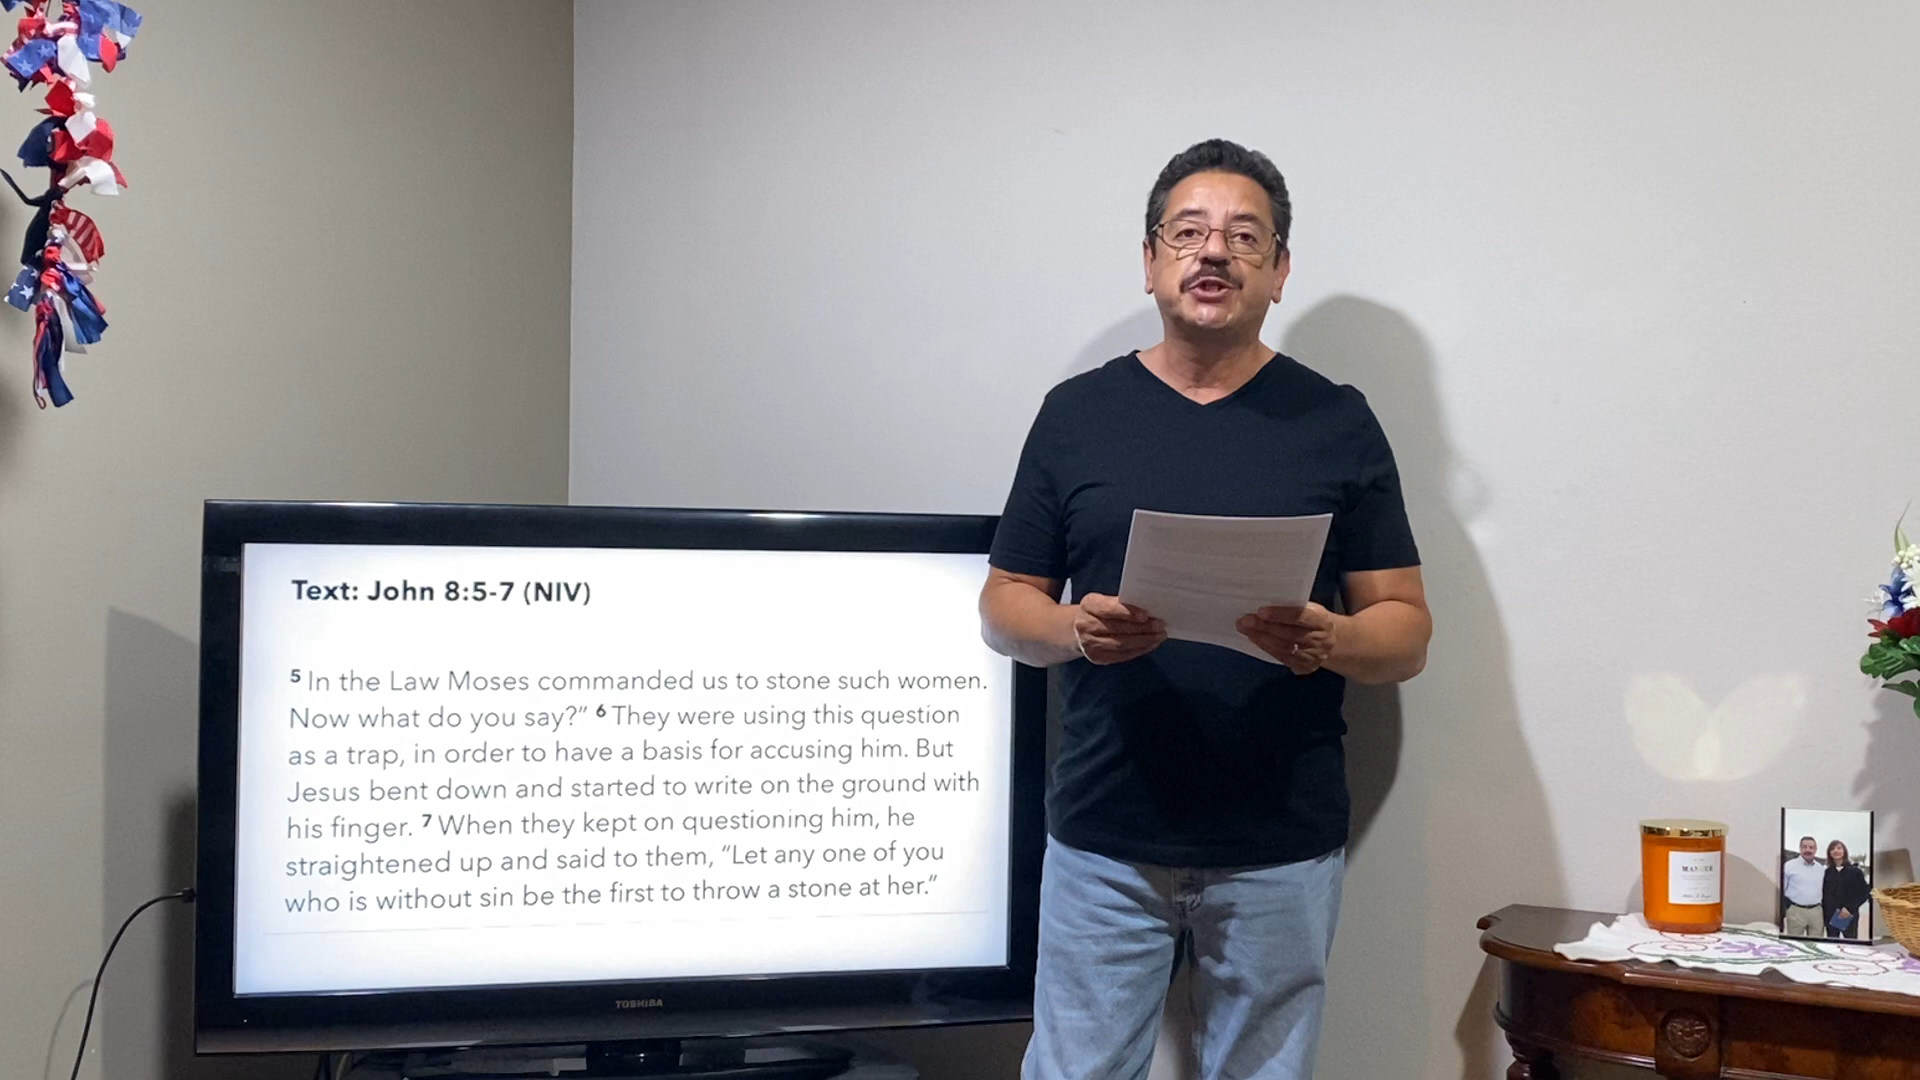 Text: John 8:5-7 (NIV)
5 In the Law Moses commanded us to stone such women.
Now what do you say?” 6 They were using this question
as a trap, in order to have a basis for accusing him. But
Jesus bent down and started to write on the ground with
his finger. 7 When they kept on questioning him, he
straightened up and said to them, “Let any one of you
who is without sin be the first to throw a stone at her.”
TOSHIBA